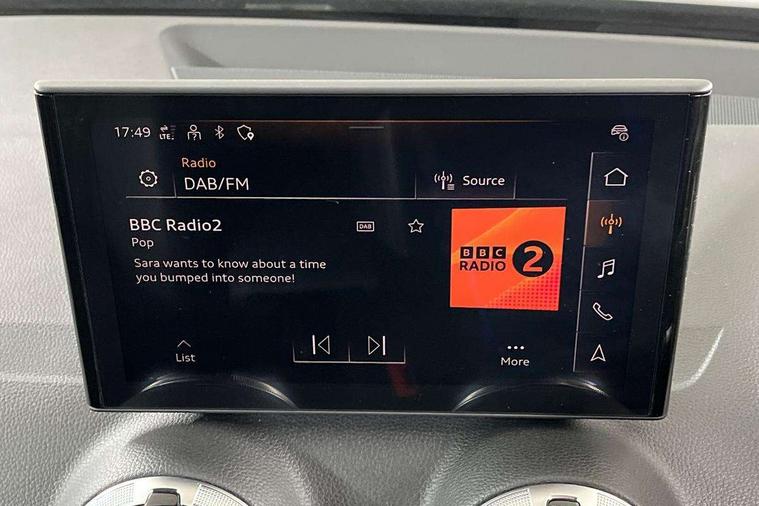 17:49 LTE
Radio
DAB/FM
Source
BBC Radio2
DAB
Pop
Sara wants to know about a time
you bumped into someone!
BBC
RADIO 2
List
More